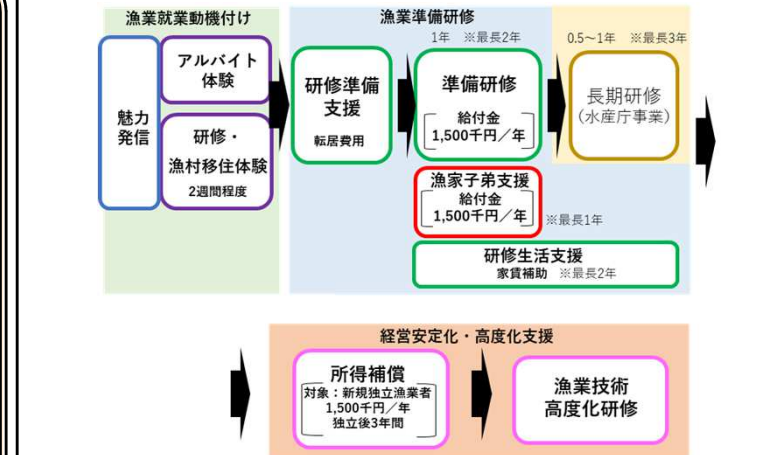 漁業就業動機付け
魅力
発信
アルバイト
体験
研修・
漁村移住体験
2週間程度
漁業準備研修
研修準備
支援
転居費用
1年 ※最長2年
準備研修
給付金
1,500千円／年
0.5～1年 ※最長3年
長期研修
（水産庁事業）
漁家子弟支援
給付金
1,500千円／年
※最長1年
研修生活支援
家賃補助 ※最長2年
経営安定化・高度化支援
所得補償
対象：新規独立漁業者
1,500千円／年
独立後3年間
漁業技術
高度化研修